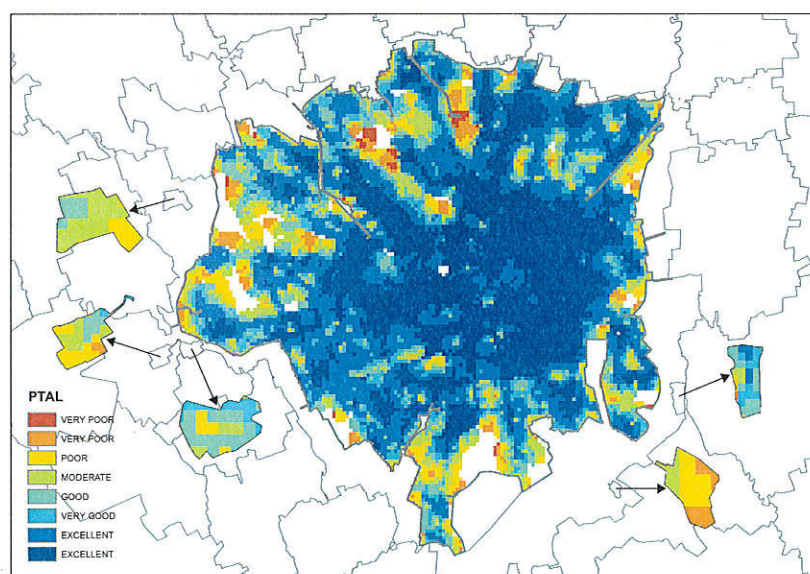 PTAL
VERY POOR
VERY POOR
POOR
MODERATE
GOOD
VERY GOOD
EXCELLENT
EXCELLENT